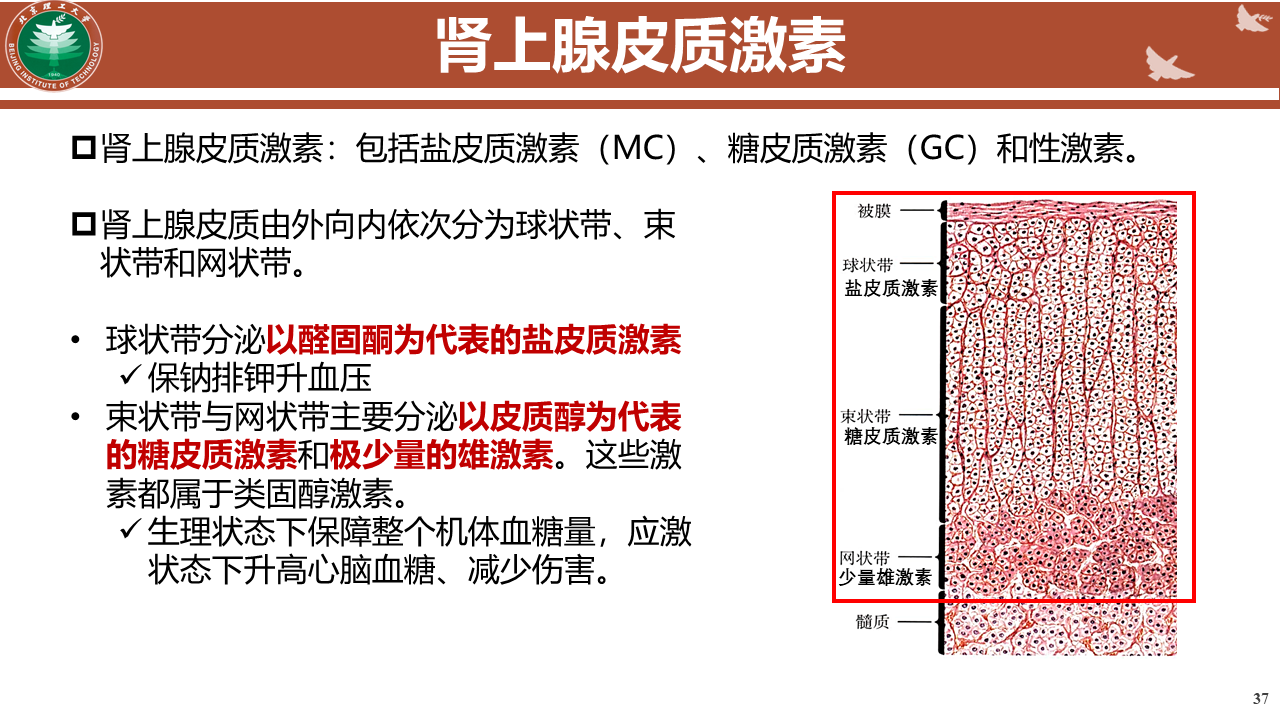 北京理工大学
1940
BEIJING INSTITUTE OF TECHNOLOGY
肾上腺皮质激素
肾上腺皮质激素：包括盐皮质激素（MC）、糖皮质激素（GC）和性激素。
肾上腺皮质由外向内依次分为球状带、束
状带和网状带。
• 球状带分泌以醛固酮为代表的盐皮质激素
✓保钠排钾升血压
• 束状带与网状带主要分泌以皮质醇为代表
的糖皮质激素和极少量的雄激素。这些激
素都属于类固醇激素。
✓生理状态下保障整个机体血糖量，应激
状态下升高心脑血糖、减少伤害。
被膜
球状带
盐皮质激素
束状带
糖皮质激素
网状带
少量雄激素
髓质
37